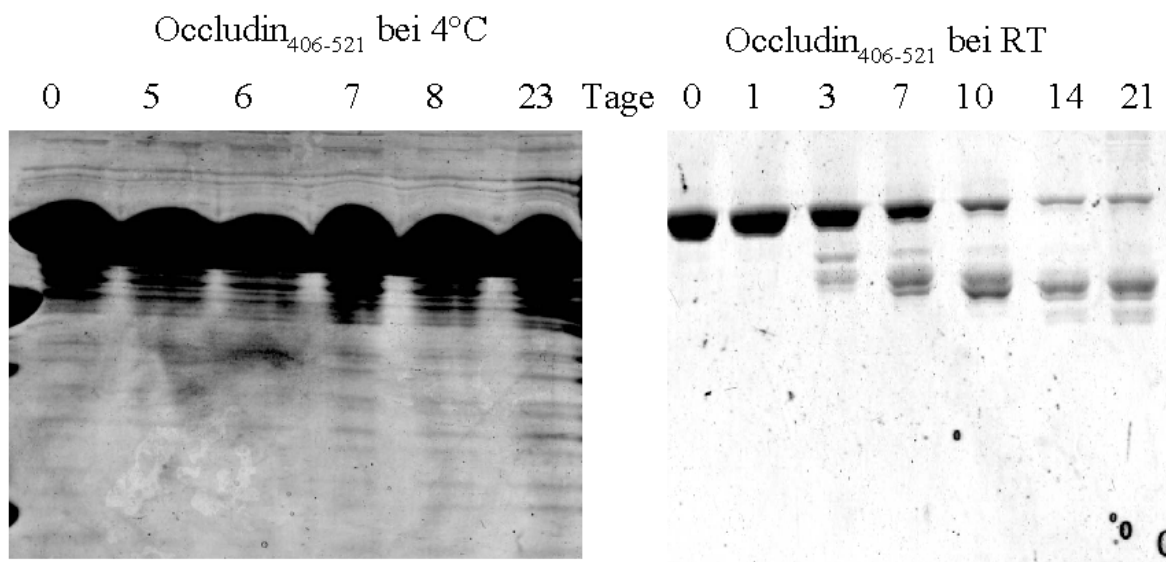 Occludin406-521 bei 4°C
Occludin406-521 bei RT
0 5 6 7 8 23 Tage 0 1 3 7 10 14 21